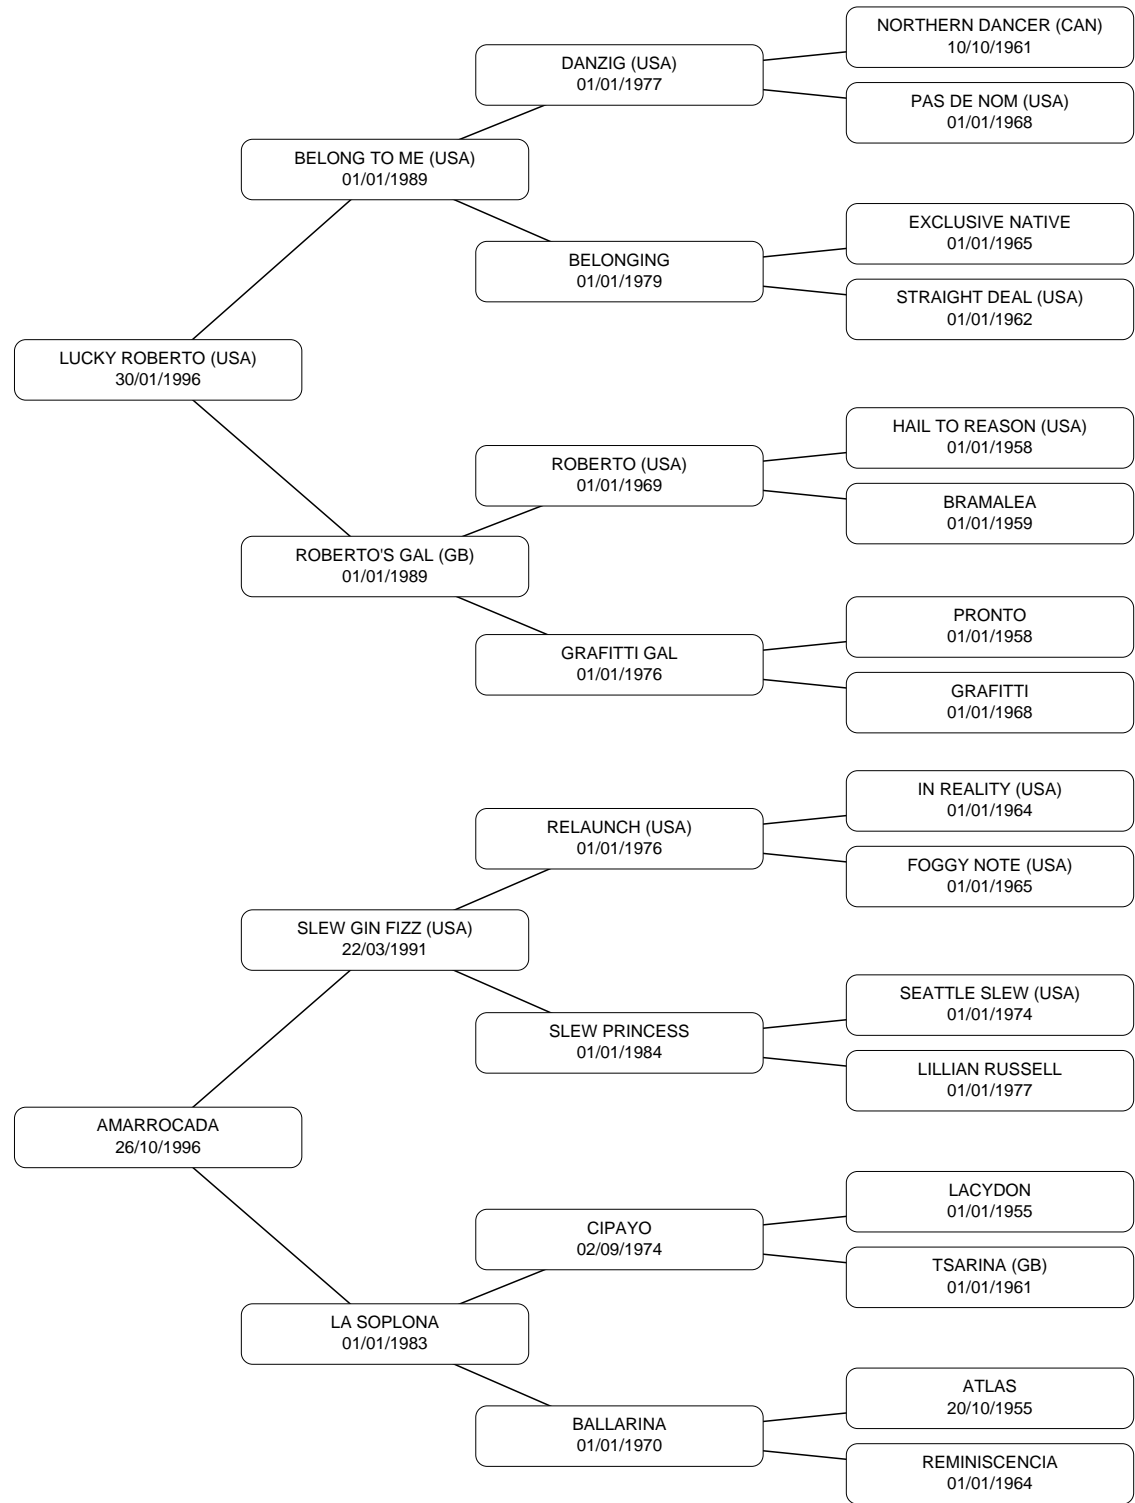 NORTHERN DANCER (CAN)
10/10/1961
DANZIG (USA)
01/01/1977
PAS DE NOM (USA)
01/01/1968
BELONG TO ME (USA)
01/01/1989
EXCLUSIVE NATIVE
01/01/1965
BELONGING
01/01/1979
STRAIGHT DEAL (USA)
01/01/1962
LUCKY ROBERTO (USA)
30/01/1996
HAIL TO REASON (USA)
01/01/1958
ROBERTO (USA)
01/01/1969
BRAMALEA
01/01/1959
ROBERTO'S GAL (GB)
01/01/1989
PRONTO
01/01/1958
GRAFITTI GAL
01/01/1976
GRAFITTI
01/01/1968
IN REALITY (USA)
01/01/1964
RELAUNCH (USA)
01/01/1976
FOGGY NOTE (USA)
01/01/1965
SLEW GIN FIZZ (USA)
22/03/1991
SEATTLE SLEW (USA)
01/01/1974
SLEW PRINCESS
01/01/1984
LILLIAN RUSSELL
01/01/1977
AMARROCADA
26/10/1996
LACYDON
01/01/1955
CIPAYO
02/09/1974
TSARINA (GB)
01/01/1961
LA SOPLONA
01/01/1983
ATLAS
20/10/1955
BALLARINA
01/01/1970
REMINISCENCIA
01/01/1964